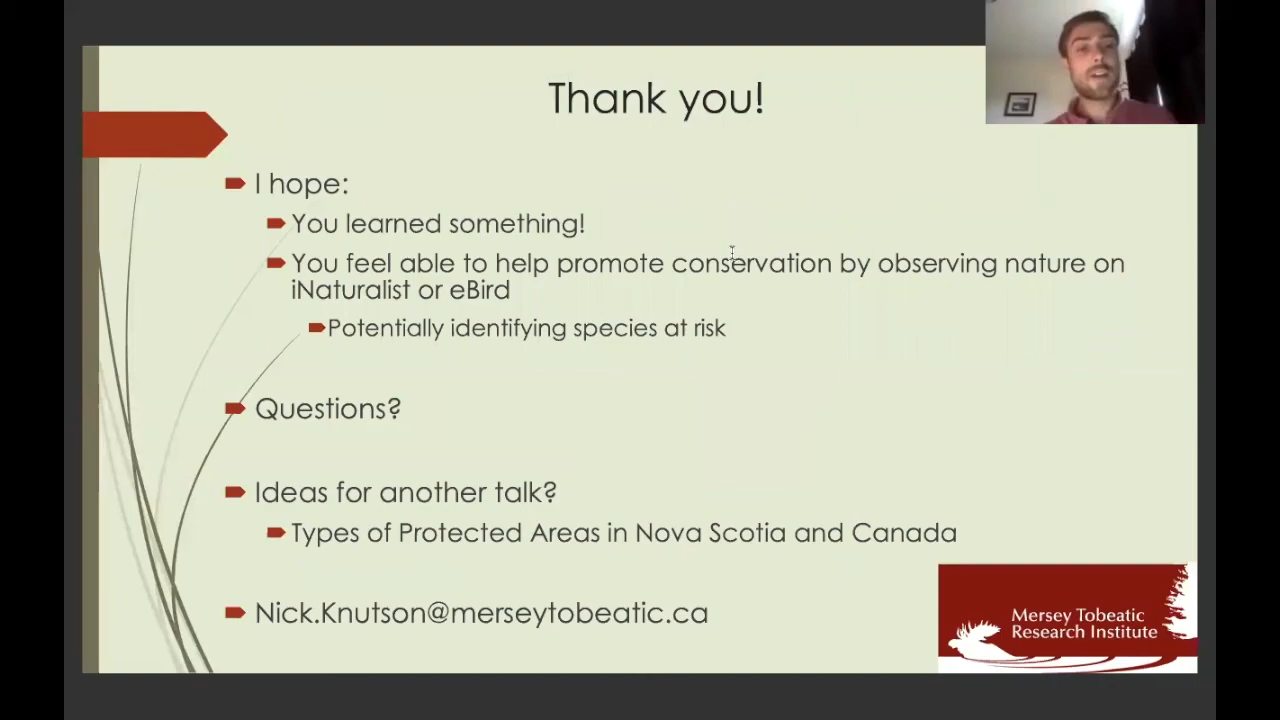 Thank you!
I hope:
You learned something!
You feel able to help promote conservation by observing nature on
iNaturalist or eBird
Potentially identifying species at risk
Questions?
Ideas for another talk?
Types of Protected Areas in Nova Scotia and Canada
Nick.Knutson@merseytobeatic.ca
Mersey Tobeatic
Research Institute